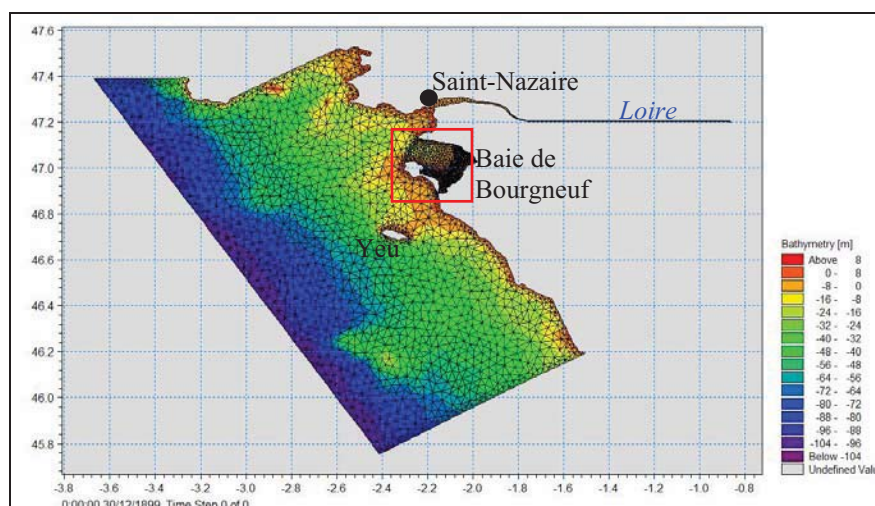 47.6
47.4
47.2
47.0
46.8
46.6
46.4
46.2
46.0
45.8
Saint-Nazaire
Loire
Baie de
Bourgneuf
Yeu
-3.8 -3.6 -3.4 -3.2 -3.0 -2.8 -2.6 -2.4 -2.2 -2.0 -1.8 -1.6 -1.4 -1.2 -1.0 -0.8
0:00:00 30/12/1899 Time Step 0 of 0
Bathymetry [m]
Above 8
0 - 8
-8 - 0
-16 - -8
-24 - -16
-32 - -24
-40 - -32
-48 - -40
-56 - -48
-64 - -56
-72 - -64
-80 - -72
-88 - -80
-96 - -88
-104 - -96
Below -104
Undefined Valu